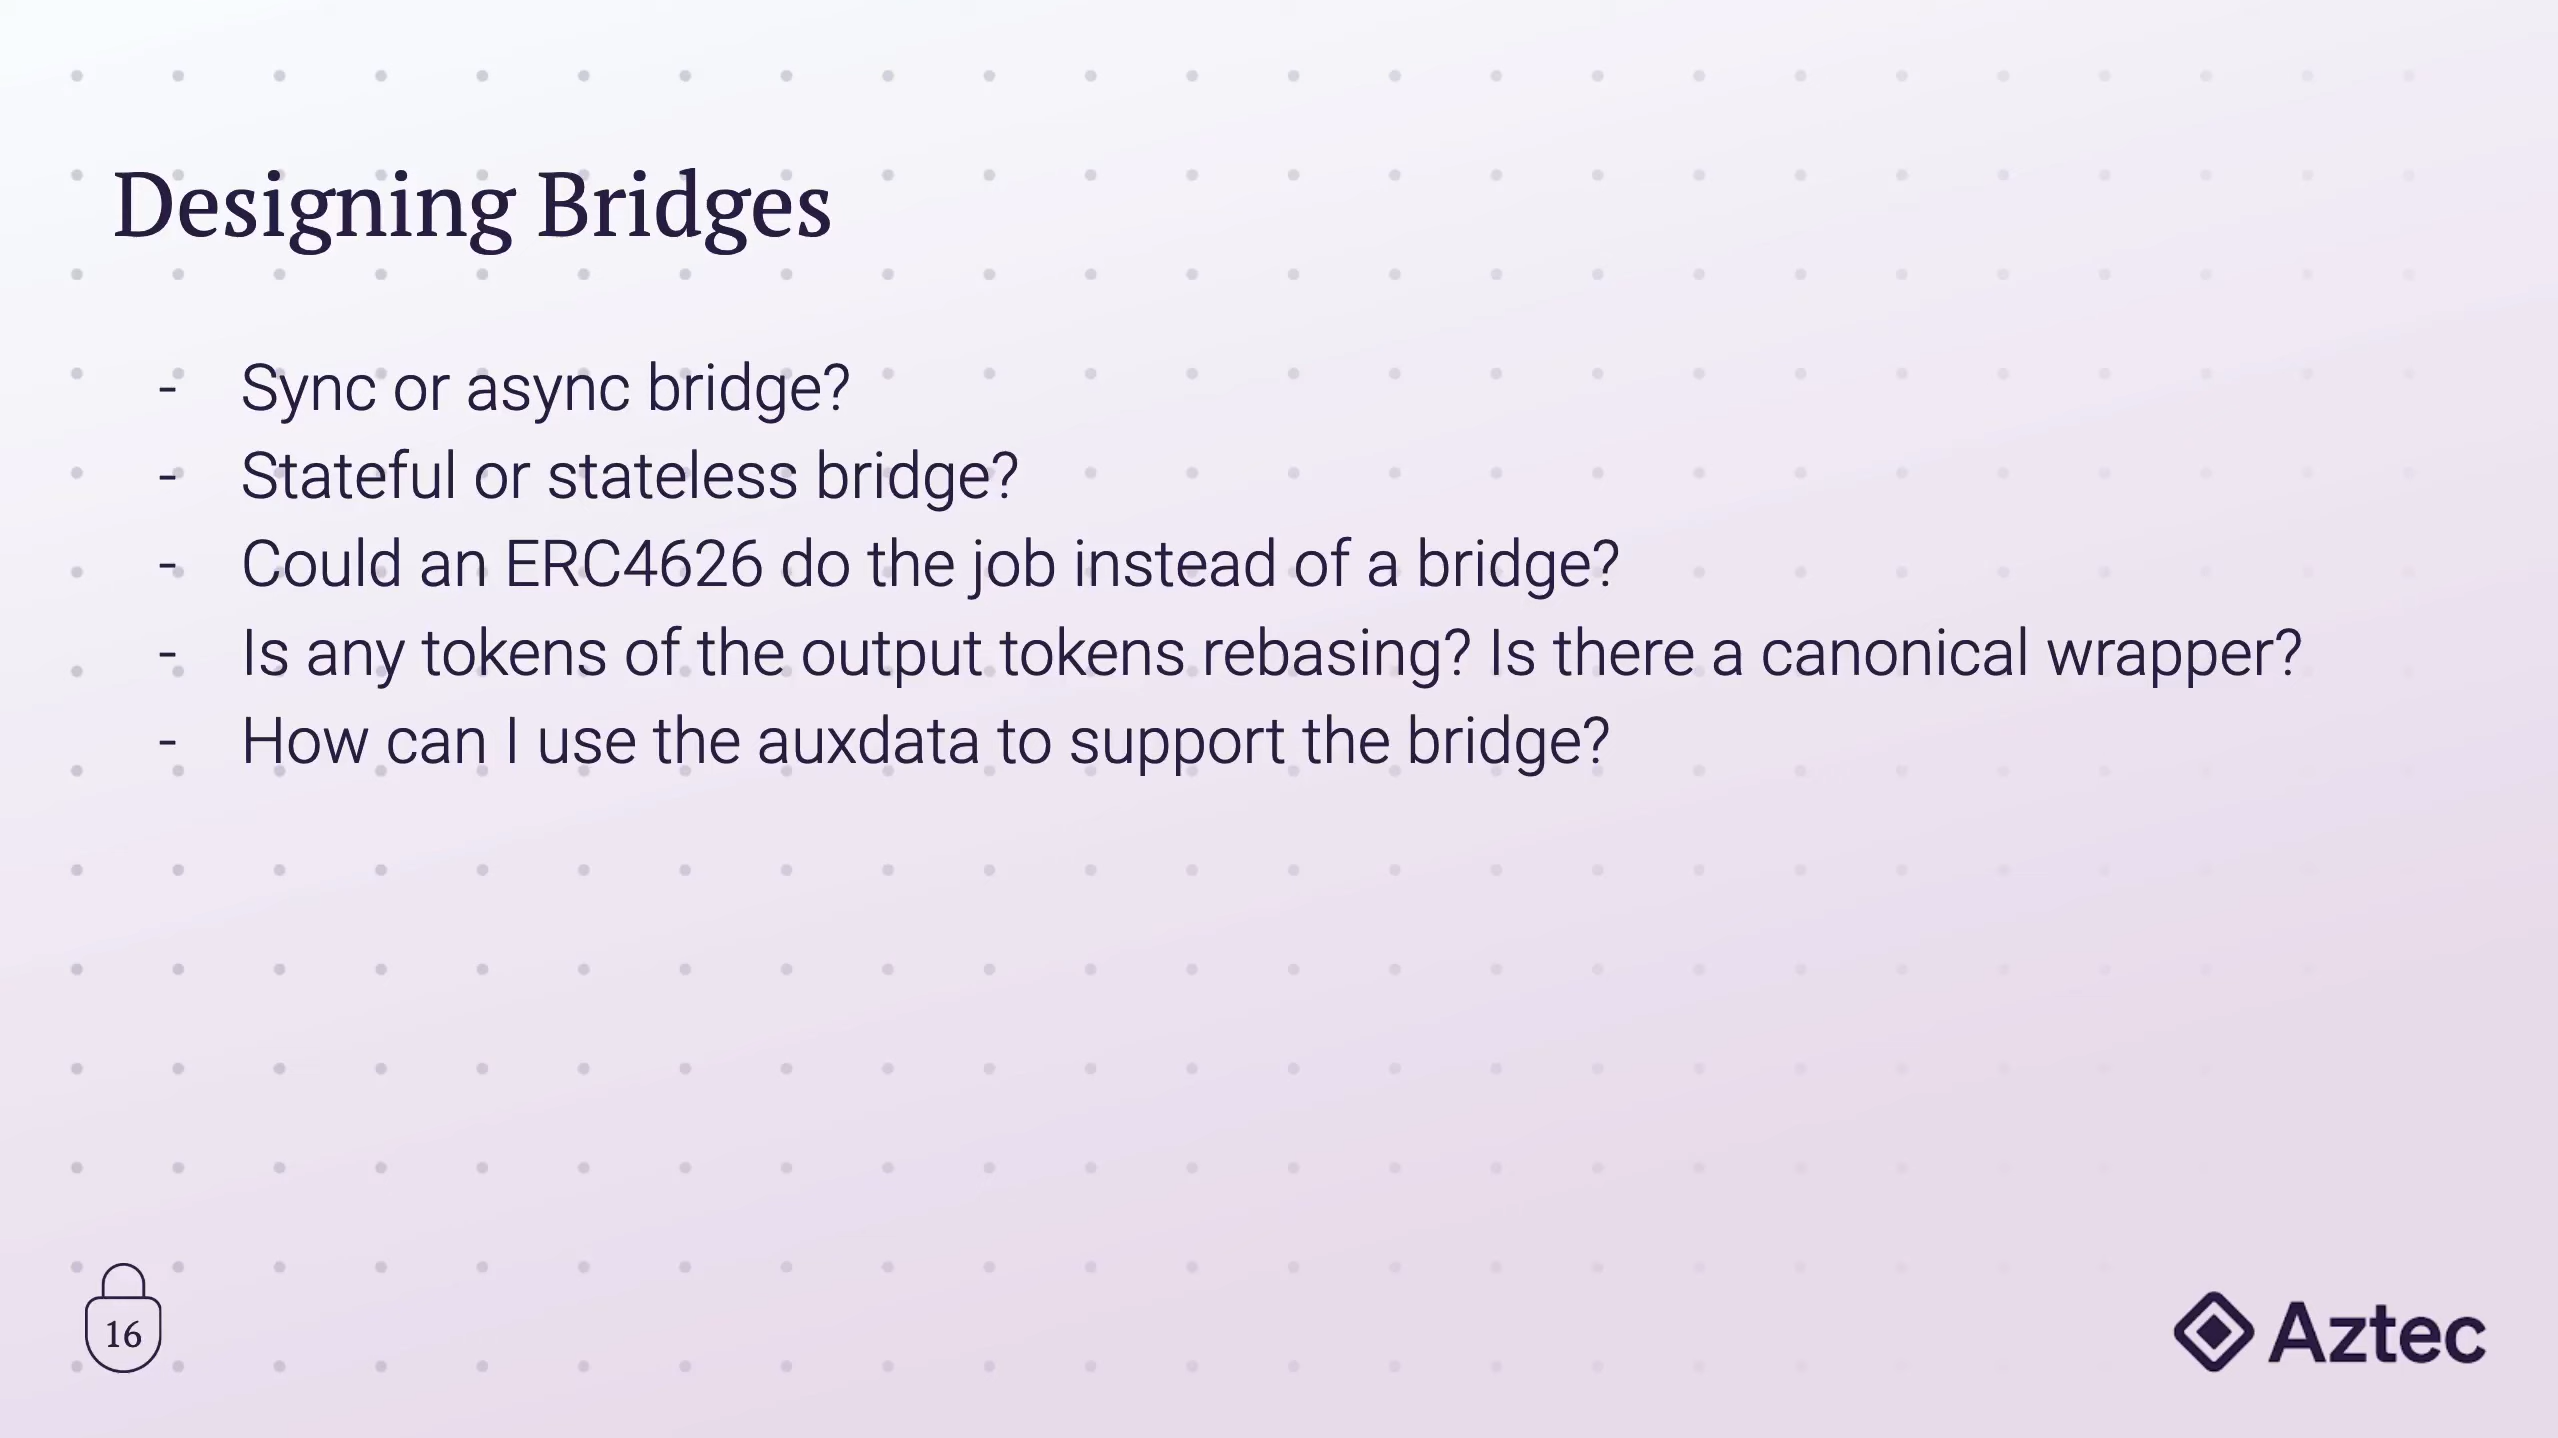 Designing Bridges
- Sync or async bridge?
- Stateful or stateless bridge?
- Could an ERC4626 do the job instead of a bridge?
- Is any tokens of the output tokens rebasing? Is there a canonical wrapper?
- How can I use the auxdata to support the bridge?
16
Aztec